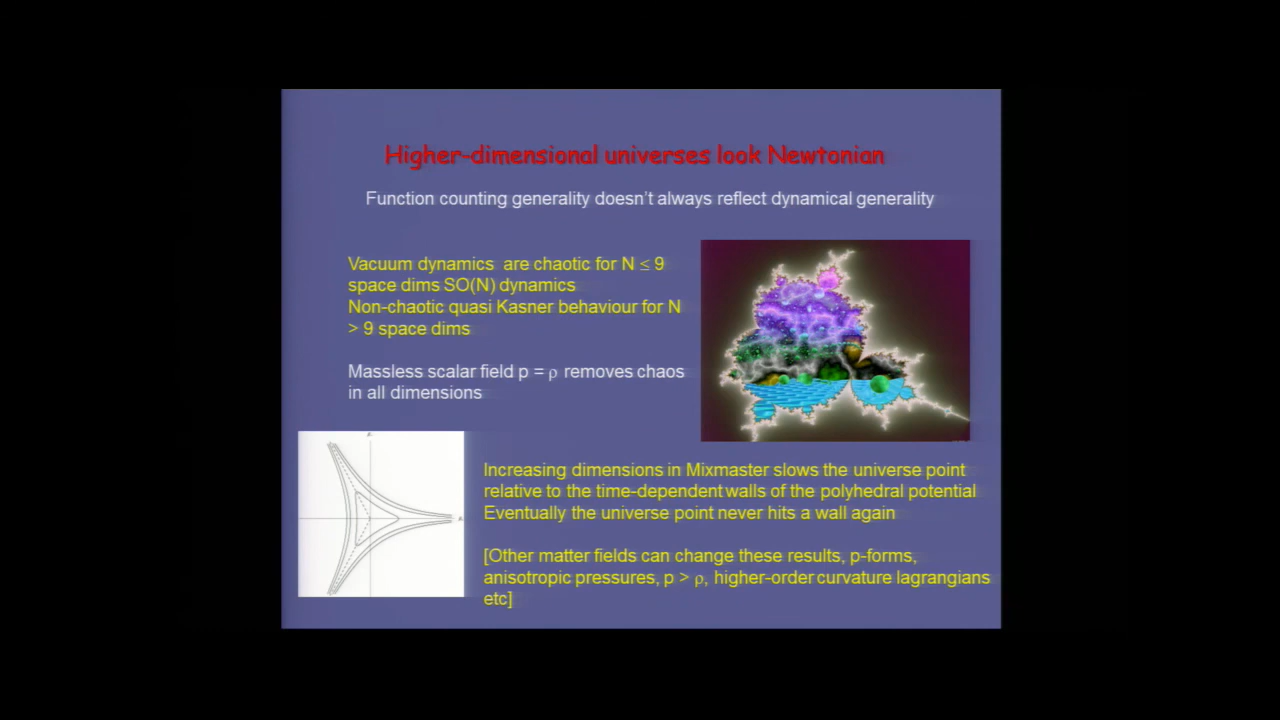 Higher-dimensional universes look Newtonian
Function counting generality doesn't always reflect dynamical generality
Vacuum dynamics are chaotic for N ≤ 9
space dims SO(N) dynamics
Non-chaotic quasi Kasner behaviour for N
> 9 space dims
Massless scalar field p = ρ removes chaos
in all dimensions
Increasing dimensions in Mixmaster slows the universe point
relative to the time-dependent walls of the polyhedral potential
Eventually the universe point never hits a wall again
[Other matter fields can change these results, p-forms,
anisotropic pressures, p > ρ, higher-order curvature lagrangians
etc]